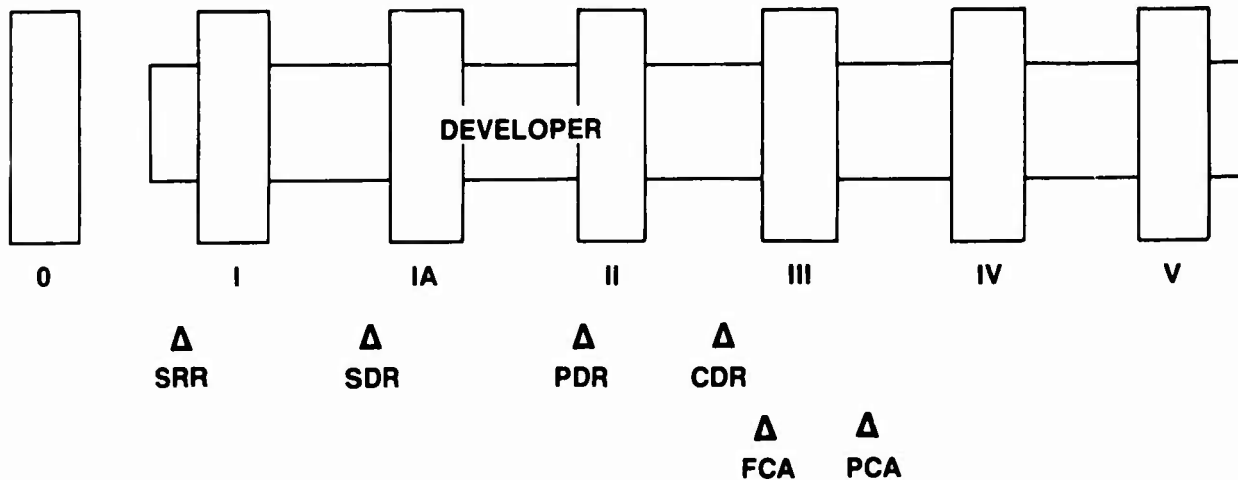 DEVELOPER
0 I IA II III IV V
Δ Δ Δ Δ
SRR SDR PDR CDR
Δ Δ
FCA PCA